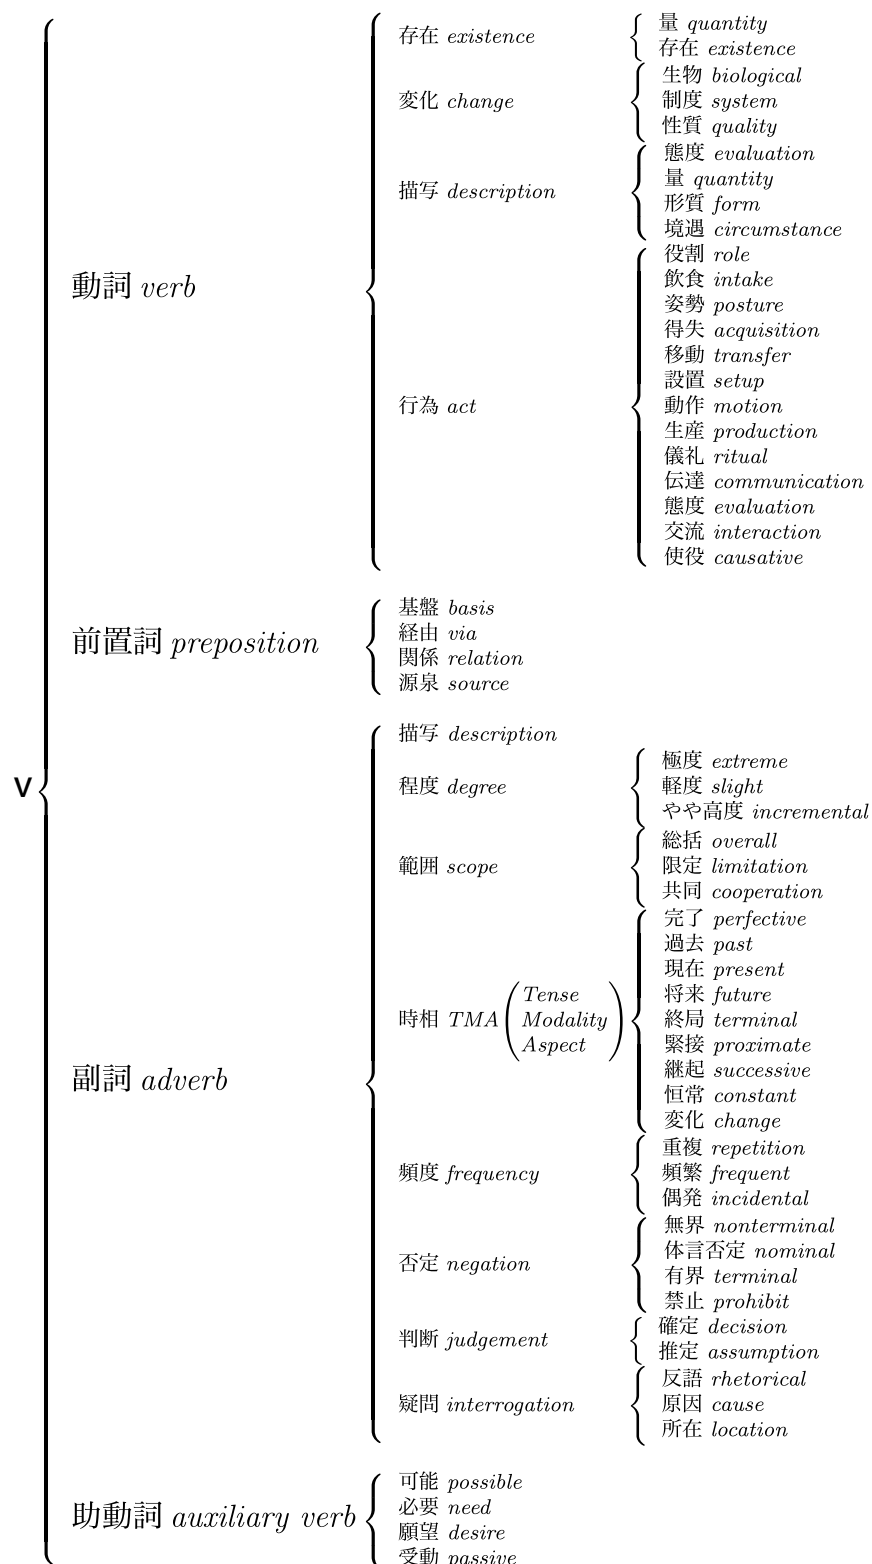 V
動詞 verb
存在 existence
量 quantity
存在 existence
変化 change
生物 biological
制度 system
性質 quality
描写 description
態度 evaluation
量 quantity
形質 form
境遇 circumstance
行為 act
役割 role
飲食 intake
姿勢 posture
得失 acquisition
移動 transfer
設置 setup
動作 motion
生産 production
儀礼 ritual
伝達 communication
態度 evaluation
交流 interaction
使役 causative
前置詞 preposition
基盤 basis
経由 via
関係 relation
源泉 source
副詞 adverb
描写 description
程度 degree
極度 extreme
軽度 slight
やや高度 incremental
範囲 scope
総括 overall
限定 limitation
共同 cooperation
時相 TMA
Tense
Modality
Aspect
完了 perfective
過去 past
現在 present
将来 future
終局 terminal
緊接 proximate
継起 successive
恒常 constant
変化 change
頻度 frequency
重複 repetition
頻繁 frequent
偶発 incidental
否定 negation
無界 nonterminal
体言否定 nominal
有界 terminal
禁止 prohibit
判断 judgement
確定 decision
推定 assumption
疑問 interrogation
反語 rhetorical
原因 cause
所在 location
助動詞 auxiliary verb
可能 possible
必要 need
願望 desire
受動 passive